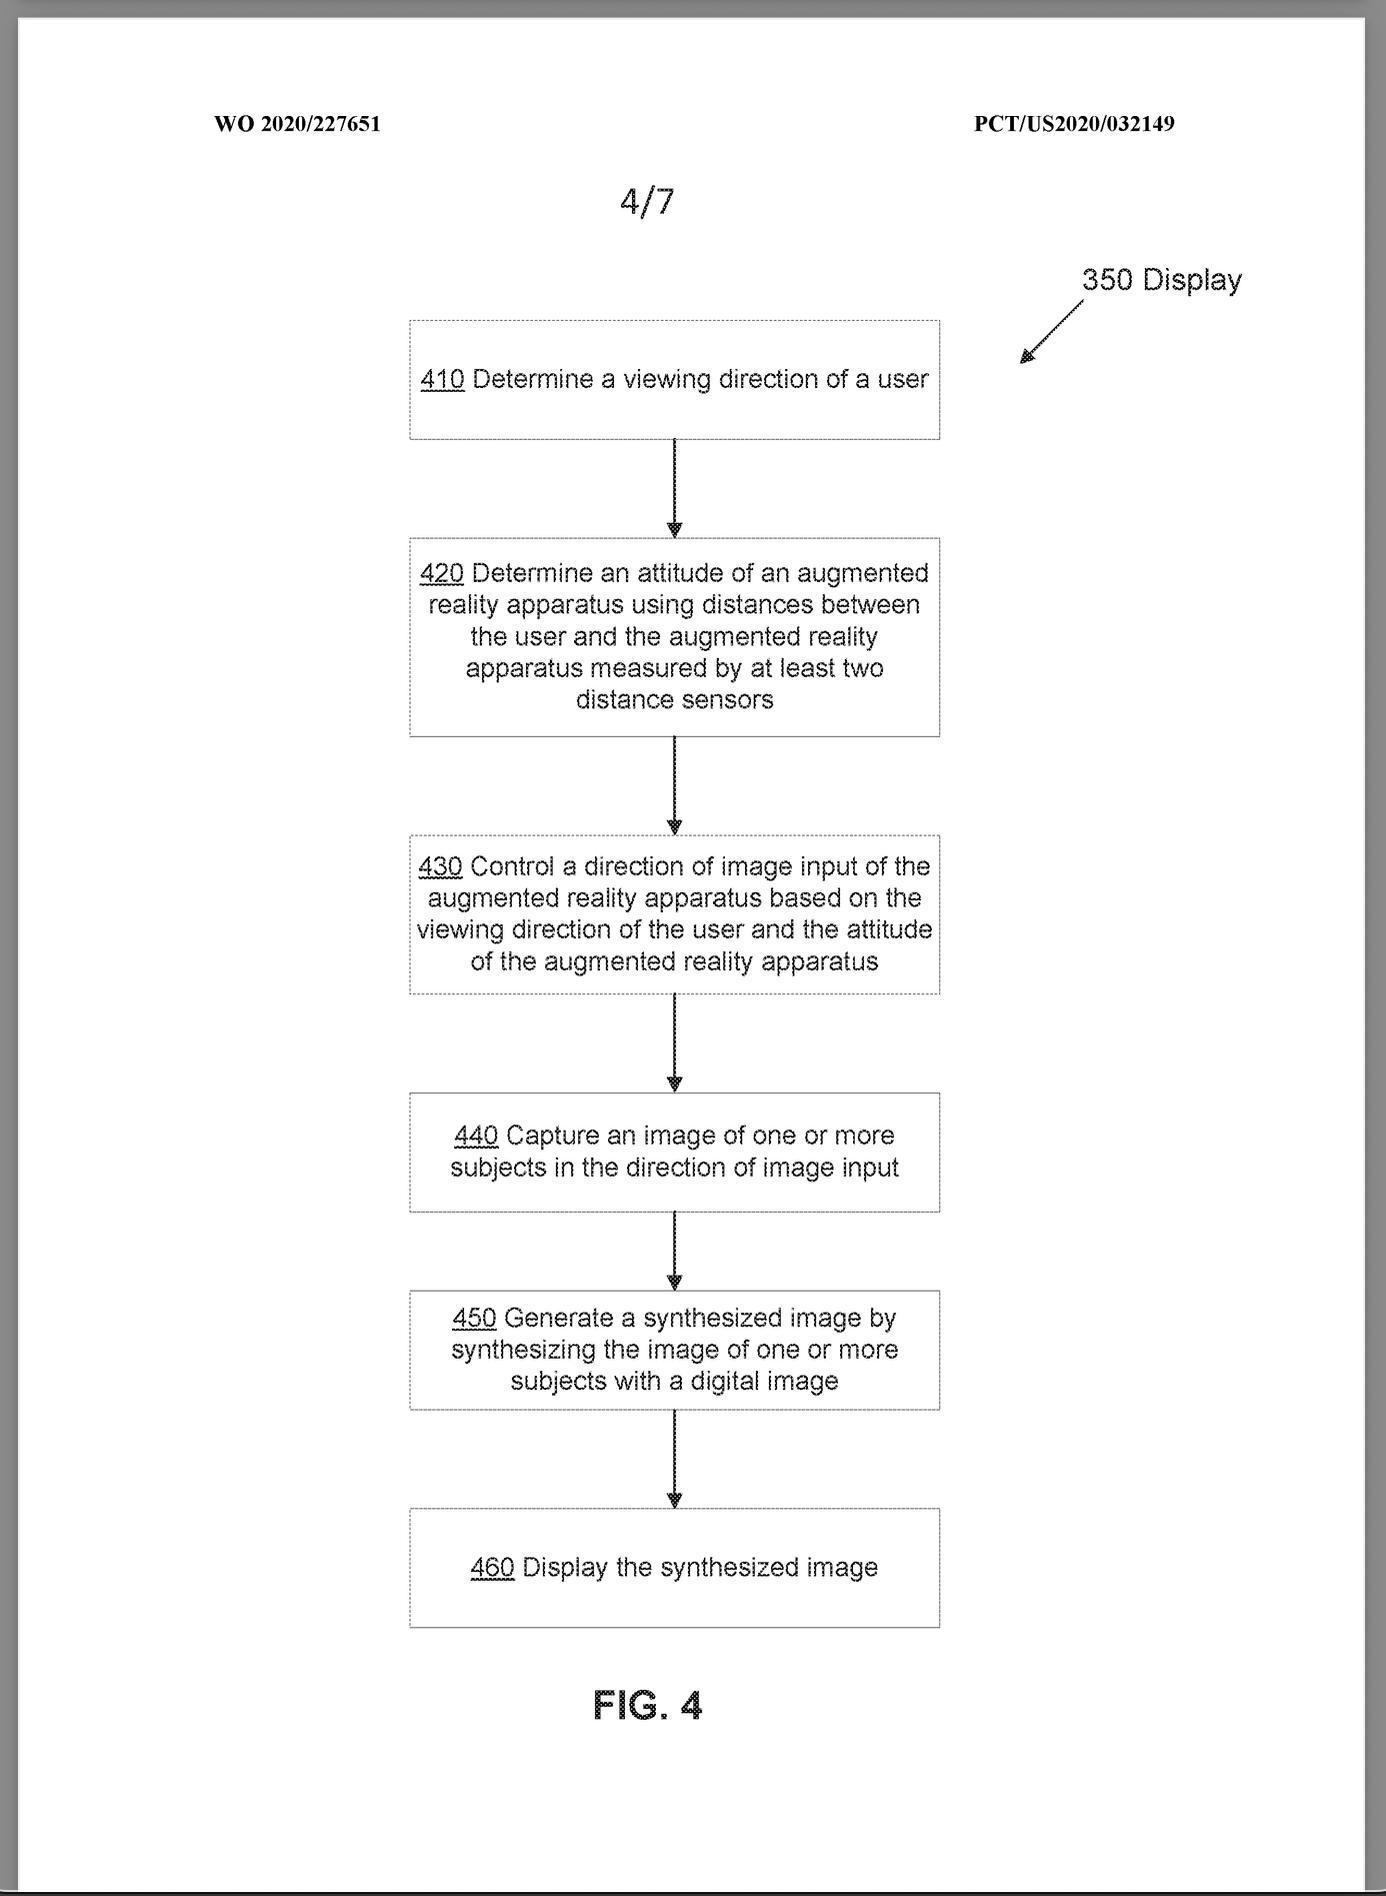 WO 2020/227651 PCT/US2020/032149
4/7
350 Display
410 Determine a viewing direction of a user
420 Determine an attitude of an augmented
reality apparatus using distances between
the user and the augmented reality
apparatus measured by at least two
distance sensors
430 Control a direction of image input of the
augmented reality apparatus based on the
viewing direction of the user and the attitude
of the augmented reality apparatus
440 Capture an image of one or more
subjects in the direction of image input
450 Generate a synthesized image by
synthesizing the image of one or more
subjects with a digital image
460 Display the synthesized image
FIG. 4